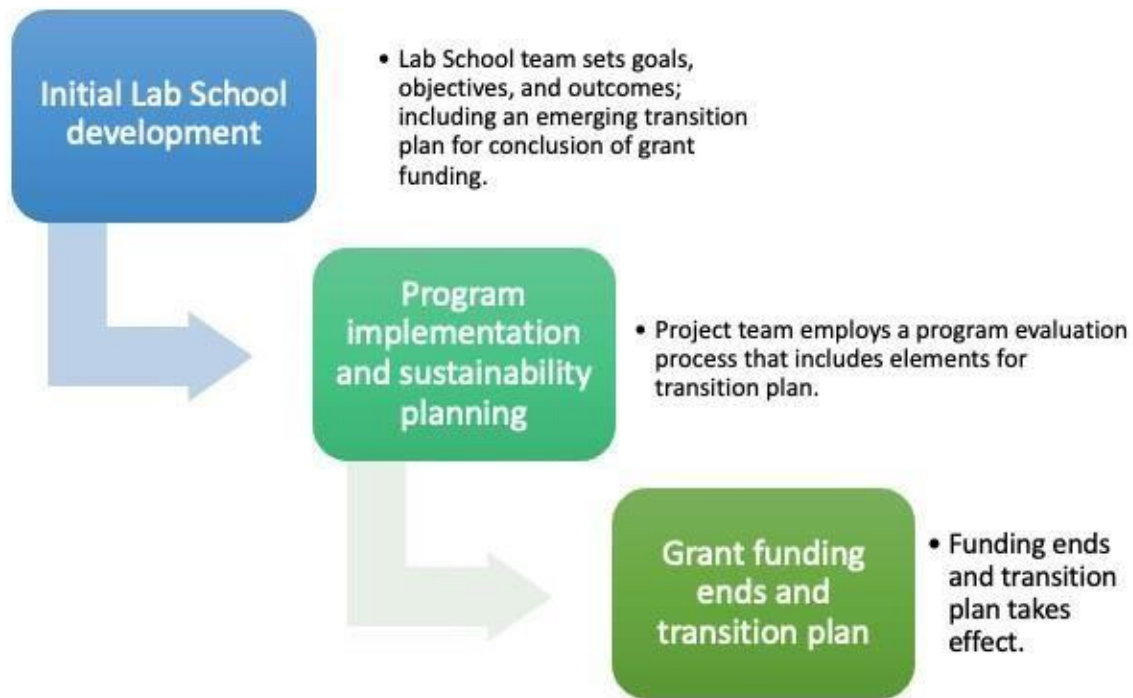 Initial Lab School
development
• Lab School team sets goals,
objectives, and outcomes;
including an emerging transition
plan for conclusion of grant
funding.
Program
implementation
and sustainability
planning
• Project team employs a program evaluation
process that includes elements for
transition plan.
Grant funding
ends and
transition plan
• Funding ends
and transition
plan takes
effect.